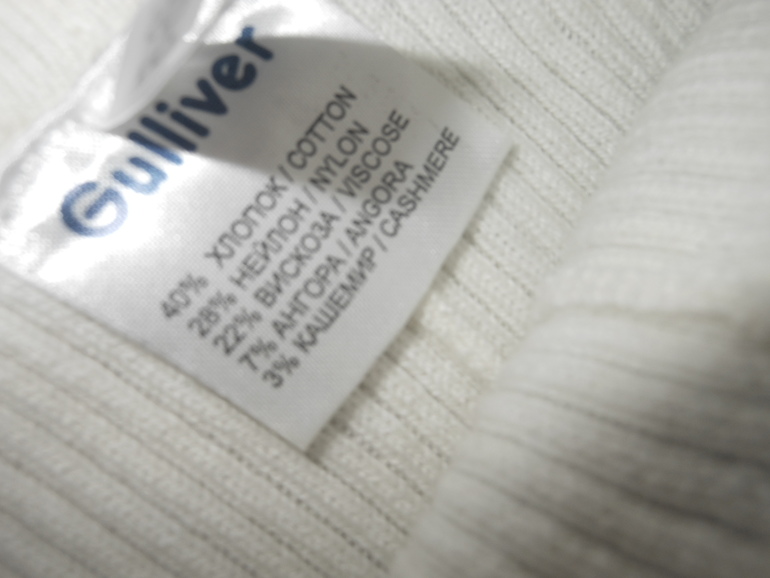 Gulliver
40% ХЛОПОК / COTTON
28% НЕЙЛОН / NYLON
22% ВИСКОЗА / VISCOSE
7% АНГОРА / ANGORA
3% КАШЕМИР / CASHMERE